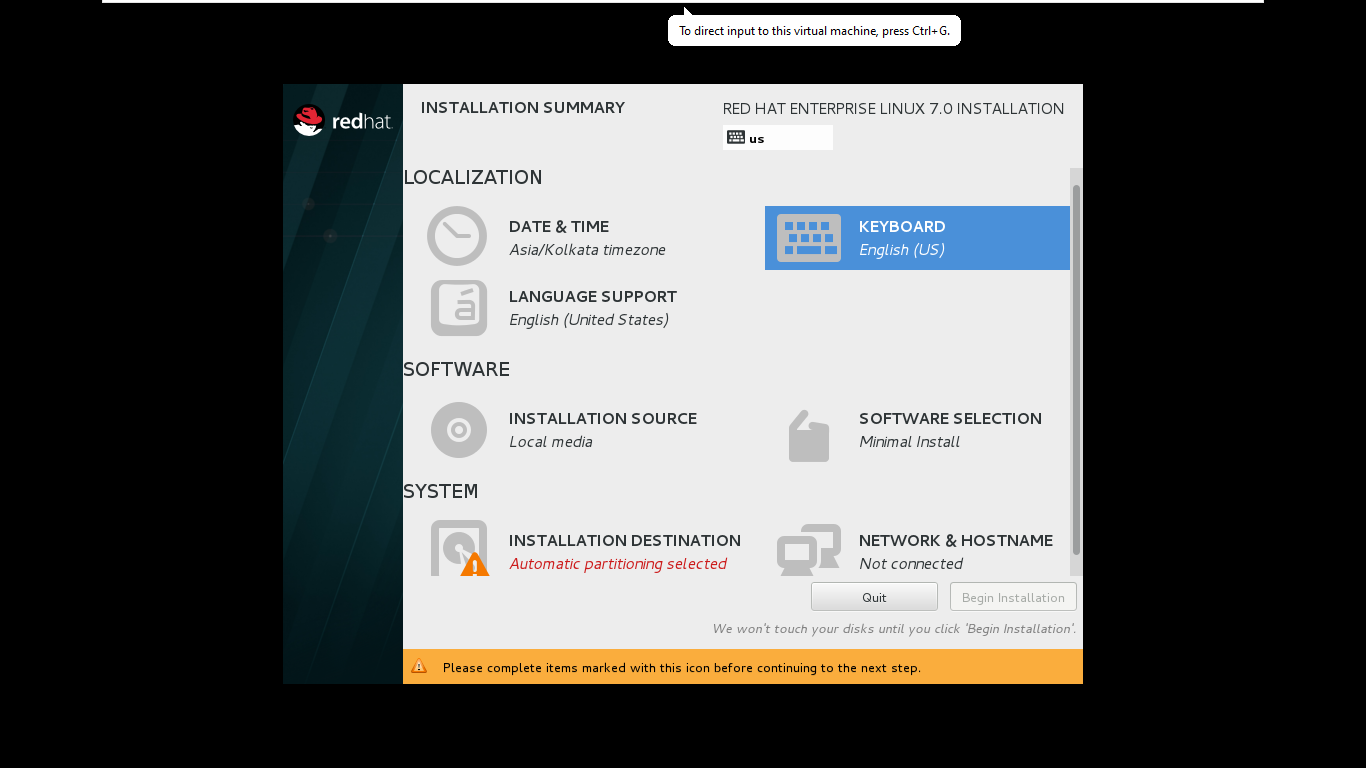 To direct input to this virtual machine, press Ctrl+G.
redhat.
INSTALLATION SUMMARY
RED HAT ENTERPRISE LINUX 7.0 INSTALLATION
us
LOCALIZATION
DATE & TIME
Asia/Kolkata timezone
KEYBOARD
English (US)
LANGUAGE SUPPORT
English (United States)
SOFTWARE
INSTALLATION SOURCE
Local media
SOFTWARE SELECTION
Minimal Install
SYSTEM
INSTALLATION DESTINATION
Automatic partitioning selected
NETWORK & HOSTNAME
Not connected
Quit
Begin Installation
We won't touch your disks until you click 'Begin Installation'.
Please complete items marked with this icon before continuing to the next step.